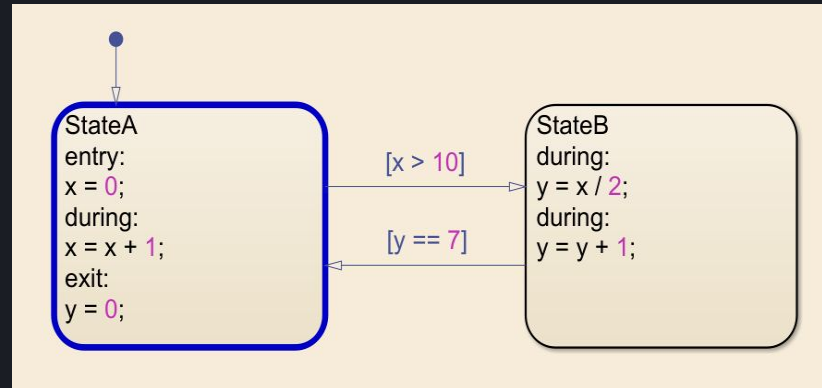 StateA
entry:
x = 0;
during:
x = x + 1;
exit:
y = 0;
[x > 10]
[y == 7]
StateB
during:
y = x / 2;
during:
y = y + 1;